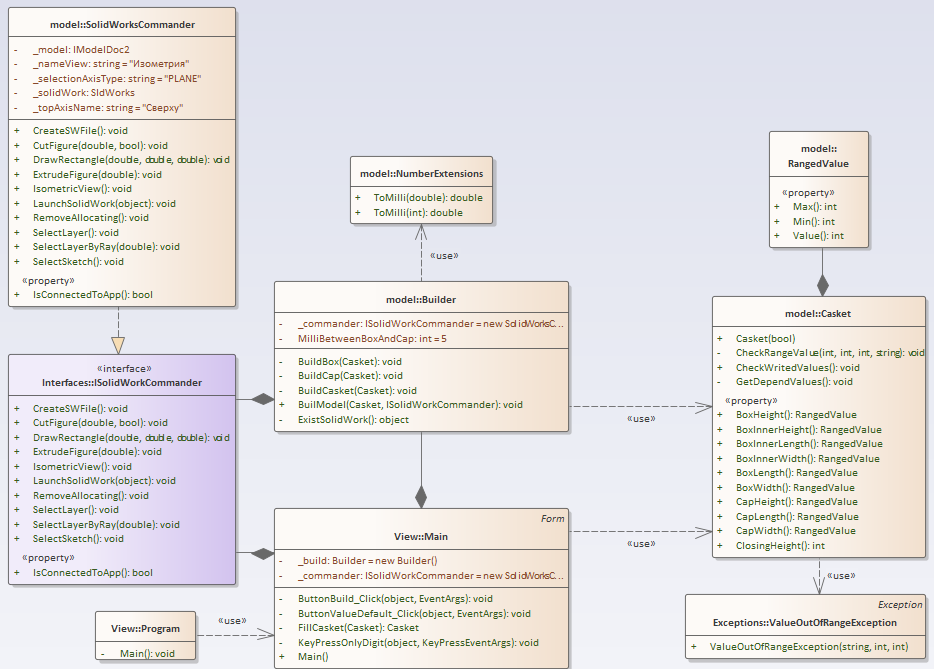 model::SolidWorksCommander
- _model: IModelDoc2
- _nameView: string = "Изометрия"
- _selectionAxisType: string = "PLANE"
- _solidWork: SldWorks
- _topAxisName: string = "Сверху"
+ CreateSWFile(): void
+ CutFigure(double, bool): void
+ DrawRectangle(double, double, double): void
+ ExtrudeFigure(double): void
+ IsometricView(): void
+ LaunchSolidWork(object): void
+ RemoveAllocating(): void
+ SelectLayer(): void
+ SelectLayerByRay(double): void
+ SelectSketch(): void
«property»
+ IsConnectedToApp(): bool
«interface»
Interfaces::ISolidWorkCommander
+ CreateSWFile(): void
+ CutFigure(double, bool): void
+ DrawRectangle(double, double, double): void
+ ExtrudeFigure(double): void
+ IsometricView(): void
+ LaunchSolidWork(object): void
+ RemoveAllocating(): void
+ SelectLayer(): void
+ SelectLayerByRay(double): void
+ SelectSketch(): void
«property»
+ IsConnectedToApp(): bool
model::NumberExtensions
+ ToMilli(double): double
+ ToMilli(int): double
«use»
model::Builder
- _commander: ISolidWorkCommander = new SolidWorksC...
- MilliBetweenBoxAndCap: int = 5
- BuildBox(Casket): void
- BuildCap(Casket): void
- BuildCasket(Casket): void
+ BuilModel(Casket, ISolidWorkCommander): void
- ExistSolidWork(): object
«use»
Form
View::Main
- _build: Builder = new Builder()
- _commander: ISolidWorkCommander = new SolidWorksC...
- ButtonBuild_Click(object, EventArgs): void
- ButtonValueDefault_Click(object, EventArgs): void
- FillCasket(Casket): Casket
- KeyPressOnlyDigit(object, KeyPressEventArgs): void
+ Main()
«use»
View::Program
- Main(): void
«use»
model::
RangedValue
«property»
+ Max(): int
+ Min(): int
+ Value(): int
model::Casket
+ Casket(bool)
- CheckRangeValue(int, int, int, string): void
+ CheckWritedValues(): void
- GetDependValues(): void
«property»
+ BoxHeight(): RangedValue
+ BoxInnerHeight(): RangedValue
+ BoxInnerLength(): RangedValue
+ BoxInnerWidth(): RangedValue
+ BoxLength(): RangedValue
+ BoxWidth(): RangedValue
+ CapHeight(): RangedValue
+ CapLength(): RangedValue
+ CapWidth(): RangedValue
+ ClosingHeight(): int
«use»
Exception
Exceptions::ValueOutOfRangeException
+ ValueOutOfRangeException(string, int, int)